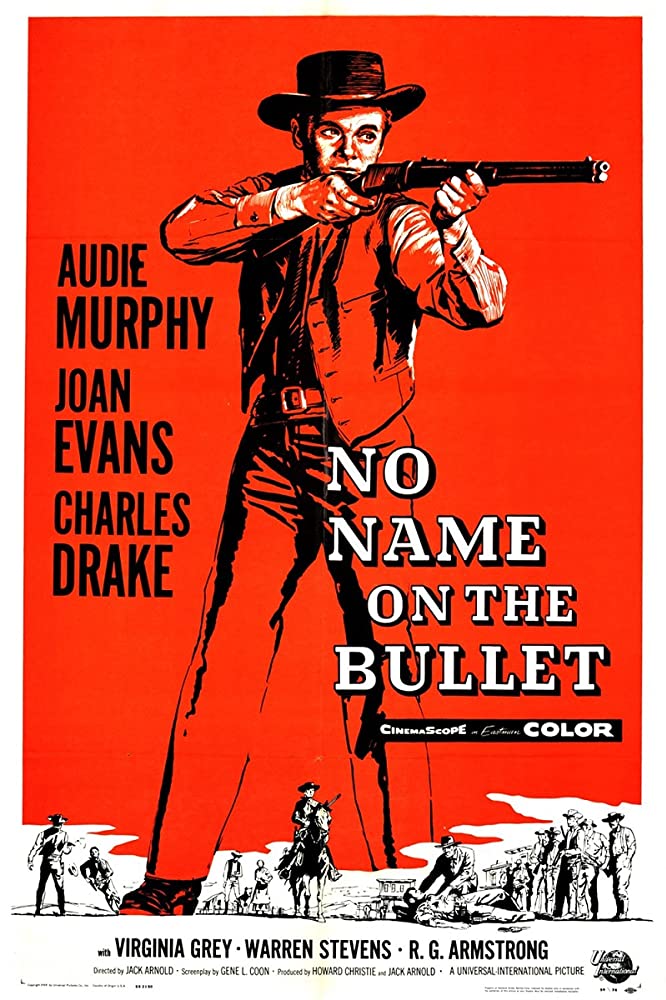 AUDIE
MURPHY
JOAN
EVANS
CHARLES
DRAKE
NO
NAME
ON THE
BULLET
CINEMASCOPE in Eastman COLOR
with VIRGINIA GREY • WARREN STEVENS • R. G. ARMSTRONG
Directed by JACK ARNOLD • Screenplay by GENE L. COON • Produced by HOWARD CHRISTIE and JACK ARNOLD • A UNIVERSAL-INTERNATIONAL PICTURE
Universal
International